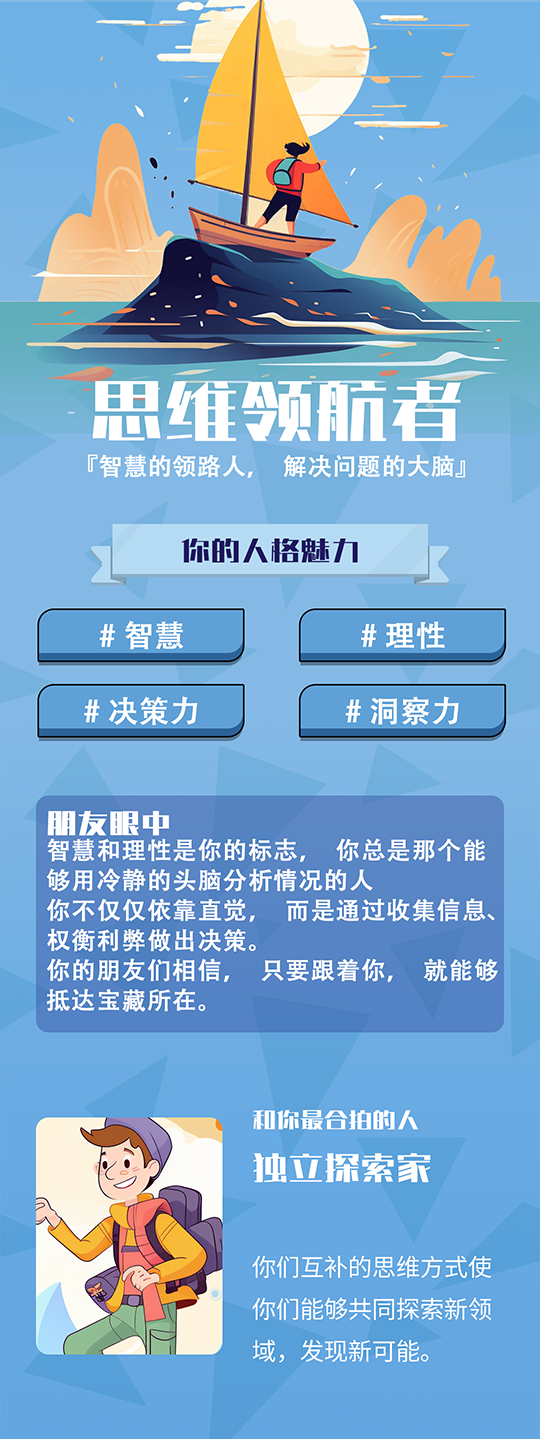 思维领航者
『智慧的领路人， 解决问题的大脑』
你的人格魅力
# 智慧
# 理性
# 决策力
# 洞察力
朋友眼中
智慧和理性是你的标志， 你总是那个能
够用冷静的头脑分析情况的人
你不仅仅依靠直觉， 而是通过收集信息、
权衡利弊做出决策。
你的朋友们相信， 只要跟着你， 就能够
抵达宝藏所在。
和你最合拍的人
独立探索家
你们互补的思维方式使
你们能够共同探索新领
域，发现新可能。